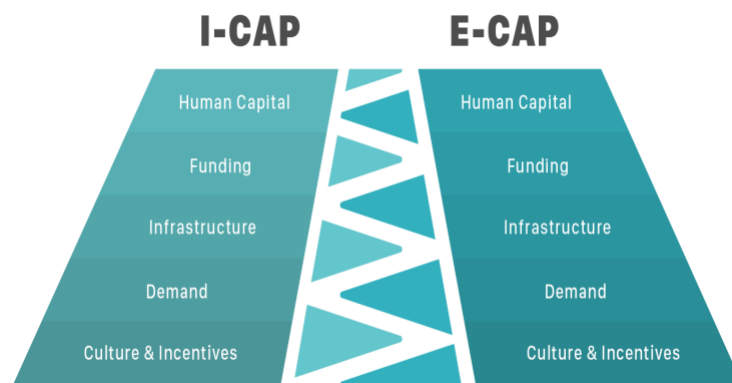 I-CAP
E-CAP
Human Capital
Human Capital
Funding
Funding
Infrastructure
Infrastructure
Demand
Demand
Culture & Incentives
Culture & Incentives